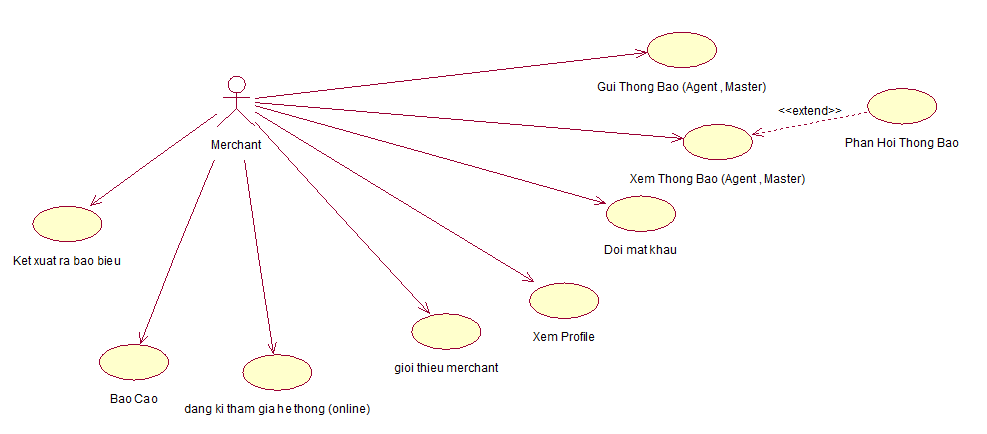 Gui Thong Bao (Agent , Master)
<<extend>>
Phan Hoi Thong Bao
Merchant
Xem Thong Bao (Agent , Master)
Doi mat khau
Ket xuat ra bao bieu
Xem Profile
gioi thieu merchant
Bao Cao
dang ki tham gia he thong (online)